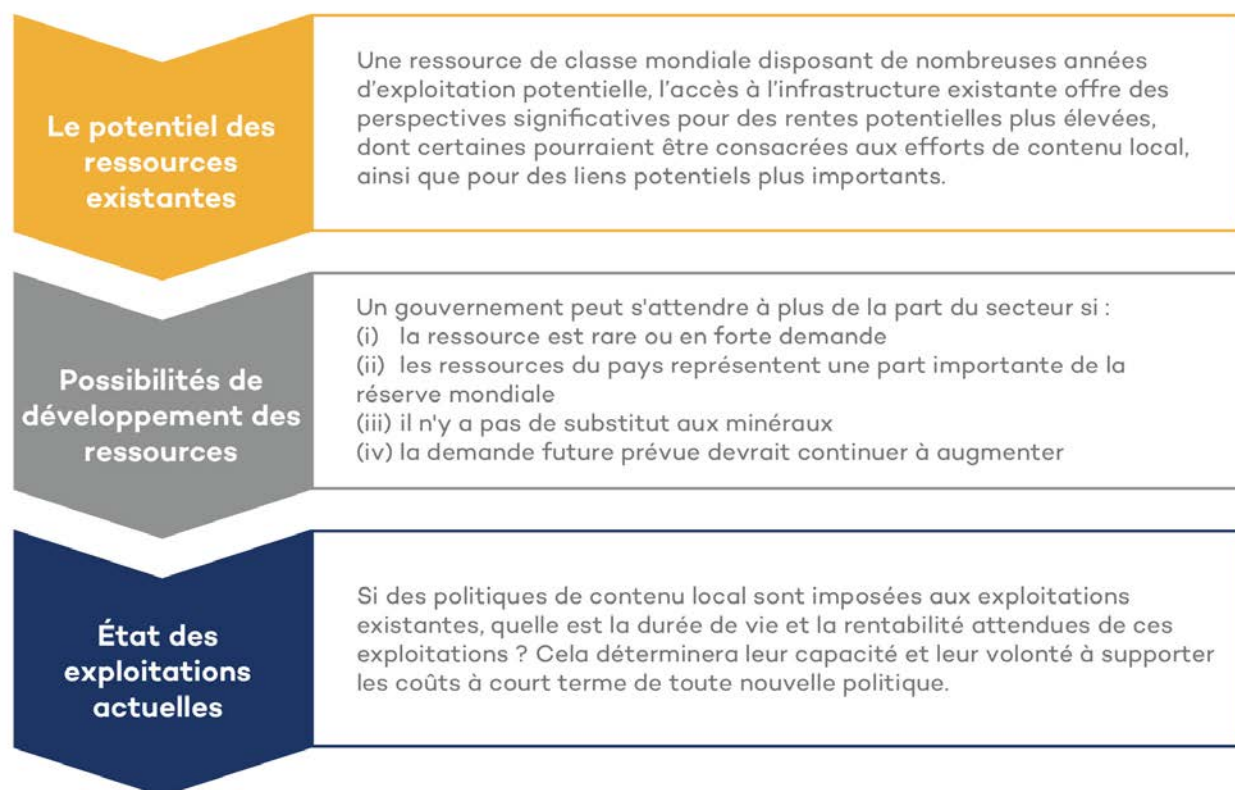 Le potentiel des
ressources
existantes
Une ressource de classe mondiale disposant de nombreuses années
d'exploitation potentielle, l'accès à l'infrastructure existante offre des
perspectives significatives pour des rentes potentielles plus élevées,
dont certaines pourraient être consacrées aux efforts de contenu local,
ainsi que pour des liens potentiels plus importants.
Possibilités de
développement des
ressources
Un gouvernement peut s'attendre à plus de la part du secteur si :
(i) la ressource est rare ou en forte demande
(ii) les ressources du pays représentent une part importante de la
réserve mondiale
(iii) il n'y a pas de substitut aux minéraux
(iv) la demande future prévue devrait continuer à augmenter
État des
exploitations
actuelles
Si des politiques de contenu local sont imposées aux exploitations
existantes, quelle est la durée de vie et la rentabilité attendues de ces
exploitations ? Cela déterminera leur capacité et leur volonté à supporter
les coûts à court terme de toute nouvelle politique.